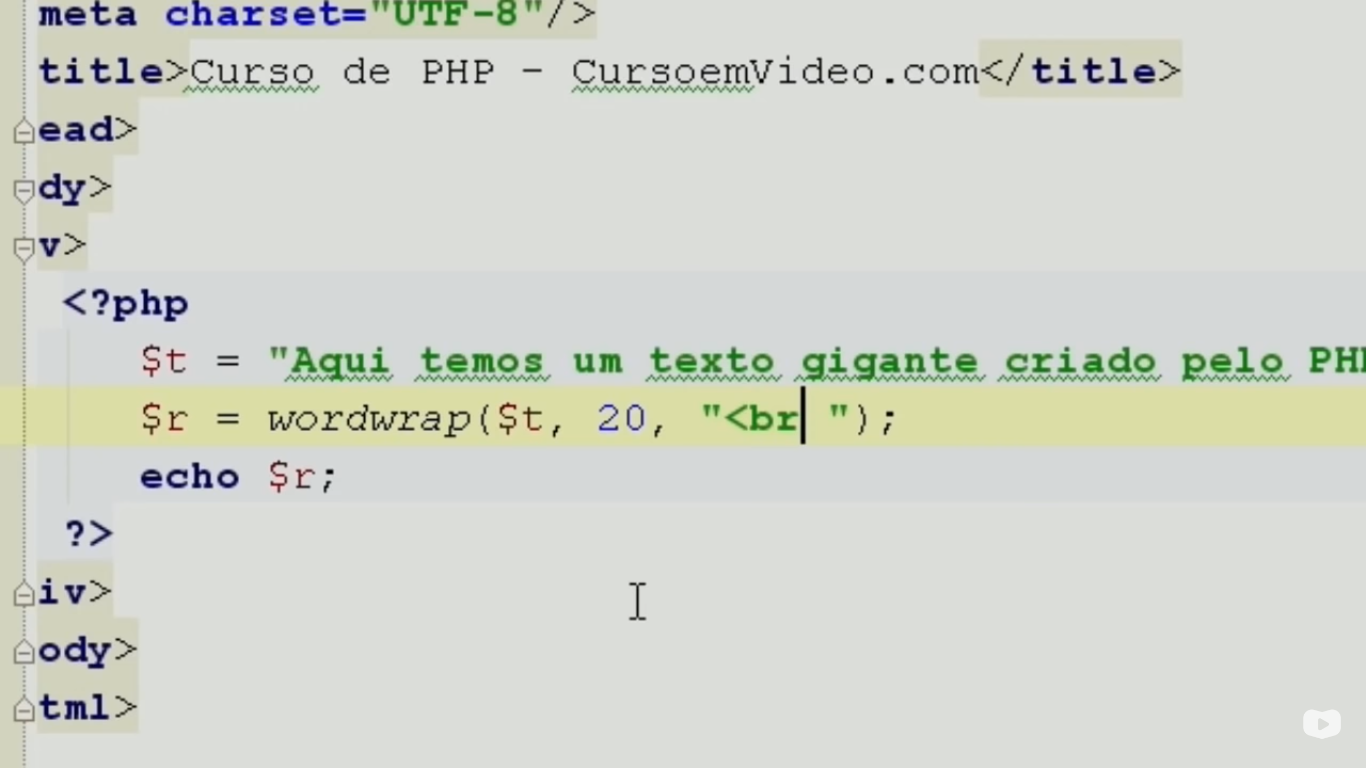 meta charset="UTF-8"/>
title>Curso de PHP - CursoemVideo.com</title>
ead>
dy>
v>
<?php
$t = "Aqui temos um texto gigante criado pelo PH
$r = wordwrap($t, 20, "<br ");
echo $r;
?>
iv>
ody>
tml>